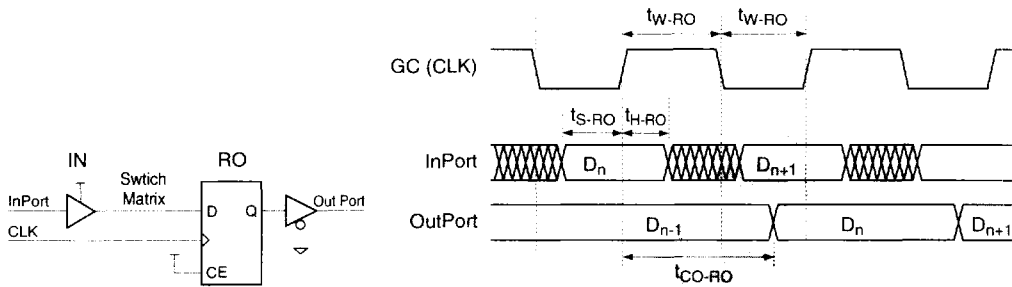 IN
RO
InPort
Swtich
Matrix
D
Q
Out Port
CLK
CE
tW-RO
tW-RO
GC (CLK)
tS-RO
tH-RO
InPort
Dn
Dn+1
OutPort
Dn-1
Dn
Dn+1
tCO-RO